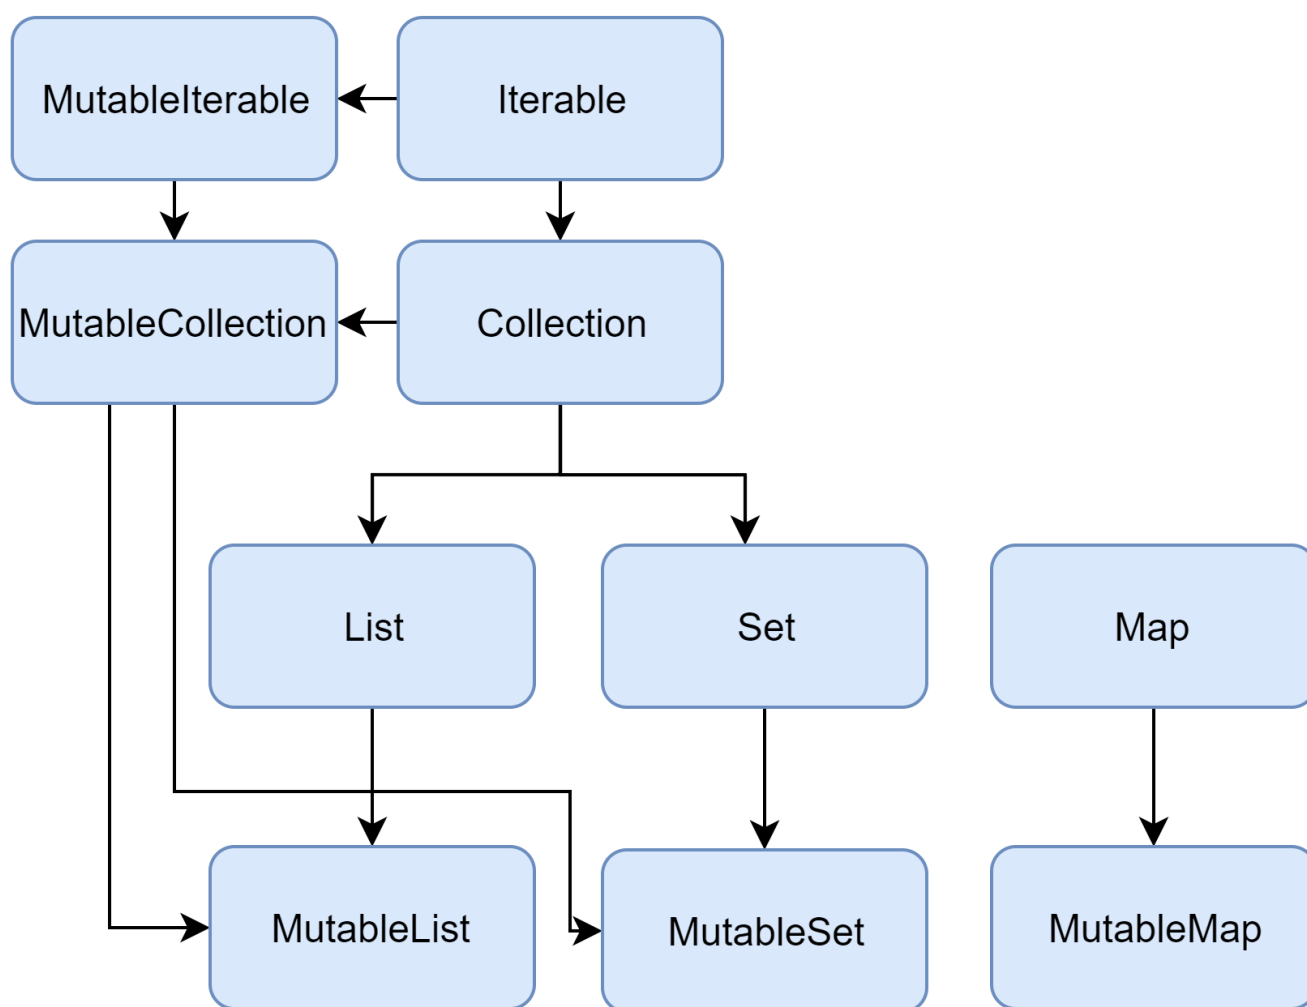 MutableIterable
Iterable
MutableCollection
Collection
List
Set
Map
MutableList
MutableSet
MutableMap